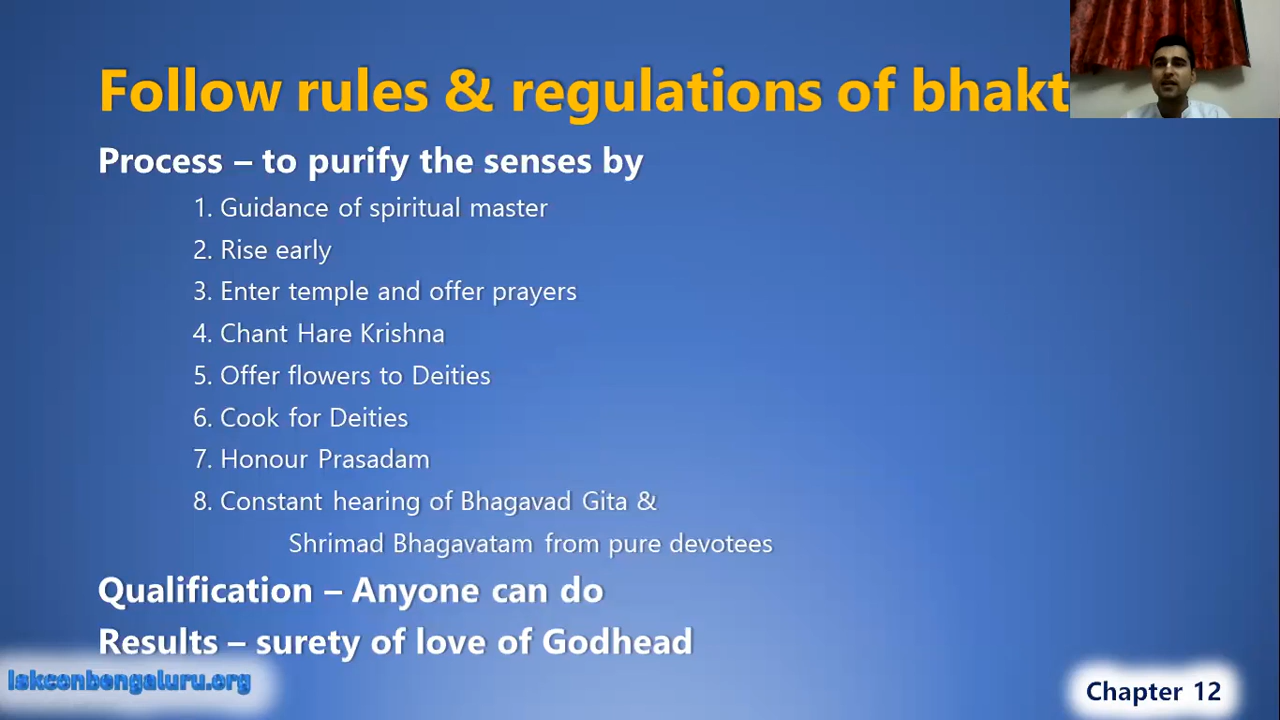 Follow rules & regulations of bhakt
Process – to purify the senses by
1. Guidance of spiritual master
2. Rise early
3. Enter temple and offer prayers
4. Chant Hare Krishna
5. Offer flowers to Deities
6. Cook for Deities
7. Honour Prasadam
8. Constant hearing of Bhagavad Gita &
Shrimad Bhagavatam from pure devotees
Qualification – Anyone can do
Results – surety of love of Godhead
Iskconbengaluru.org
Chapter 12